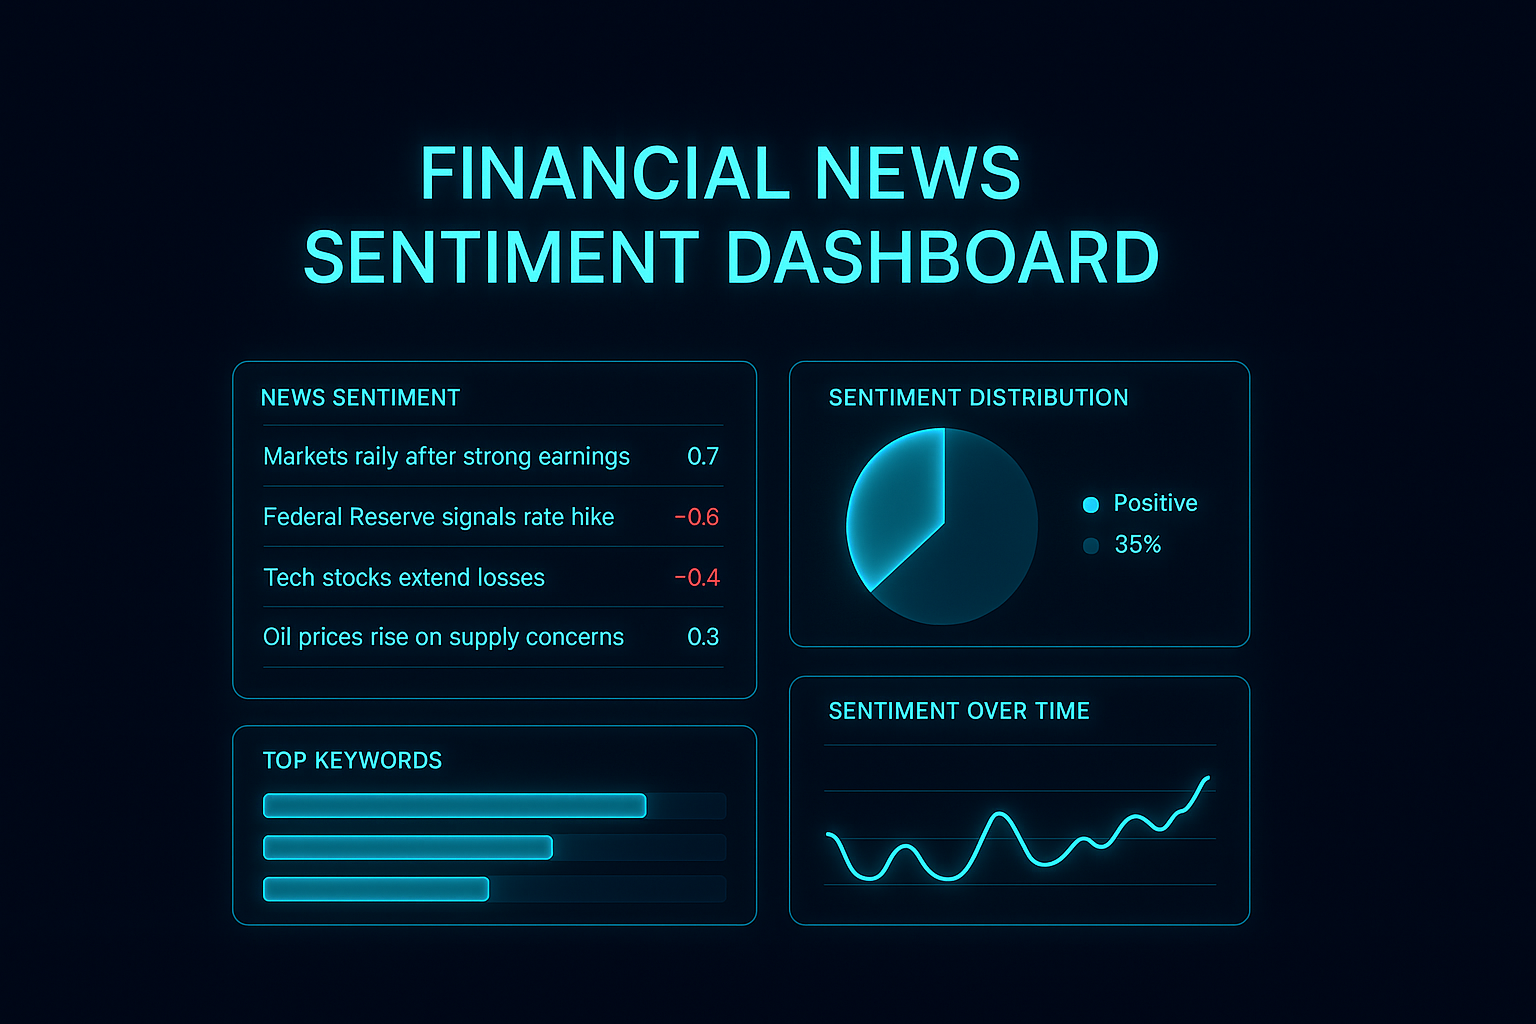 FINANCIAL NEWS
SENTIMENT DASHBOARD
NEWS SENTIMENT
Markets raily after strong earnings 0.7
Federal Reserve signals rate hike −0.6
Tech stocks extend losses −0.4
Oil prices rise on supply concerns 0.3
TOP KEYWORDS
SENTIMENT DISTRIBUTION
Positive
35%
SENTIMENT OVER TIME